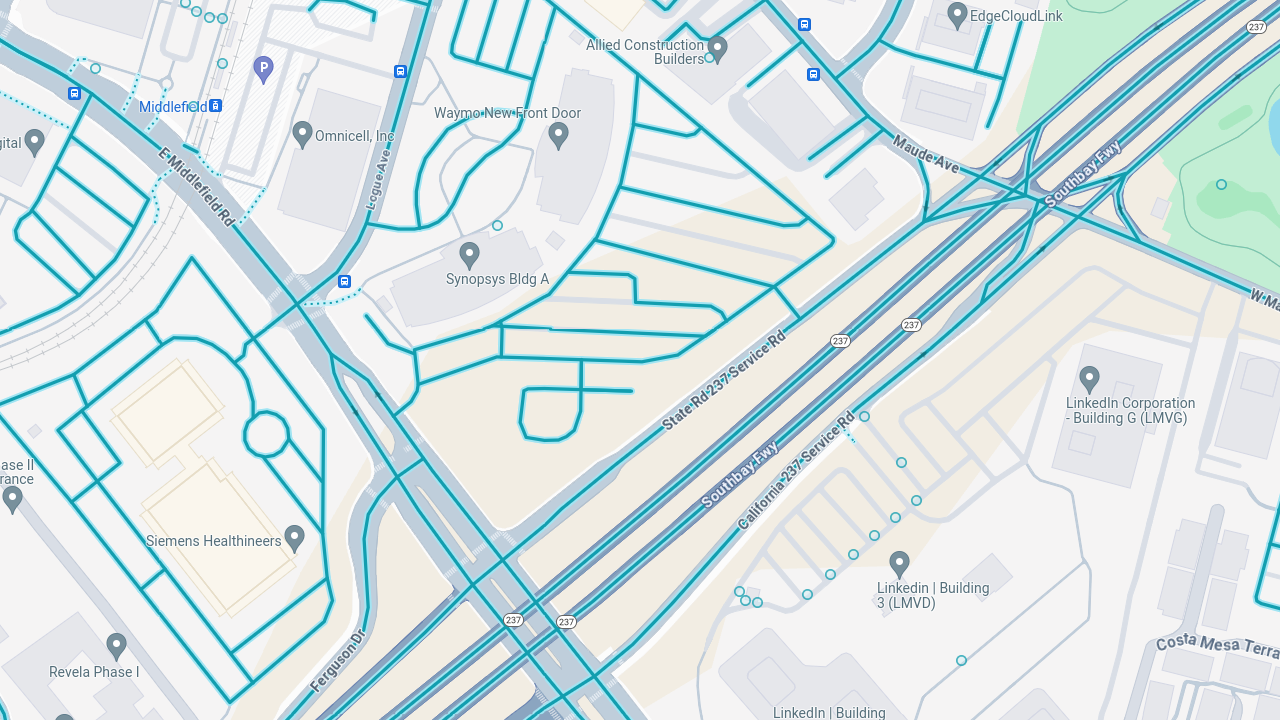 EdgeCloudLink
237
Allied Construction
Builders
P
Middlefield
Waymo New Front Door
Omnicell, Inc
gital
Maude Ave
Southbay Fwy
Logue Ave
E Middlefield Rd
Synopsys Bldg A
W Ma
237
237
State Rd 237 Service Rd
LinkedIn Corporation
- Building G (LMVG)
California 237 Service Rd
Southbay Fwy
ase II
rance
Siemens Healthineers
Linkedin | Building
3 (LMVD)
237
237
Ferguson Dr
Costa Mesa Terra
Revela Phase I
LinkedIn | Building